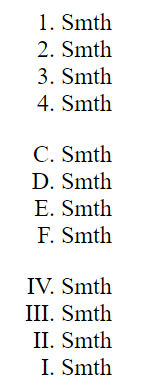 1. Smth
2. Smth
3. Smth
4. Smth
C. Smth
D. Smth
E. Smth
F. Smth
IV. Smth
III. Smth
II. Smth
I. Smth